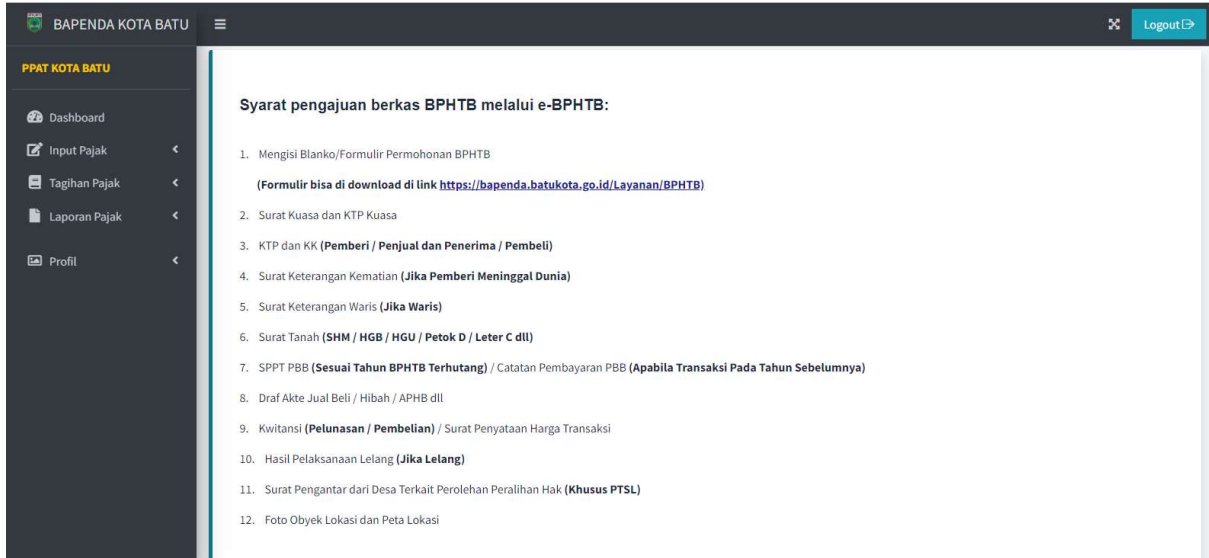 BAPENDA KOTA BATU
Logout
PPAT KOTA BATU
Dashboard
Input Pajak
Tagihan Pajak
Laporan Pajak
Profil
Syarat pengajuan berkas BPHTB melalui e-BPHTB:
1. Mengisi Blanko/Formulir Permohonan BPHTB
(Formulir bisa di download di link https://bapenda.batukota.go.id/Layanan/BPHTB)
2. Surat Kuasa dan KTP Kuasa
3. KTP dan KK (Pemberi / Penjual dan Penerima / Pembeli)
4. Surat Keterangan Kematian (Jika Pemberi Meninggal Dunia)
5. Surat Keterangan Waris (Jika Waris)
6. Surat Tanah (SHM / HGB / HGU / Petok D / Leter C dll)
7. SPPT PBB (Sesuai Tahun BPHTB Terhutang) / Catatan Pembayaran PBB (Apabila Transaksi Pada Tahun Sebelumnya)
8. Draf Akte Jual Beli / Hibah / APHB dll
9. Kwitansi (Pelunasan / Pembelian) / Surat Penyataan Harga Transaksi
10. Hasil Pelaksanaan Lelang (Jika Lelang)
11. Surat Pengantar dari Desa Terkait Perolehan Peralihan Hak (Khusus PTSL)
12. Foto Obyek Lokasi dan Peta Lokasi